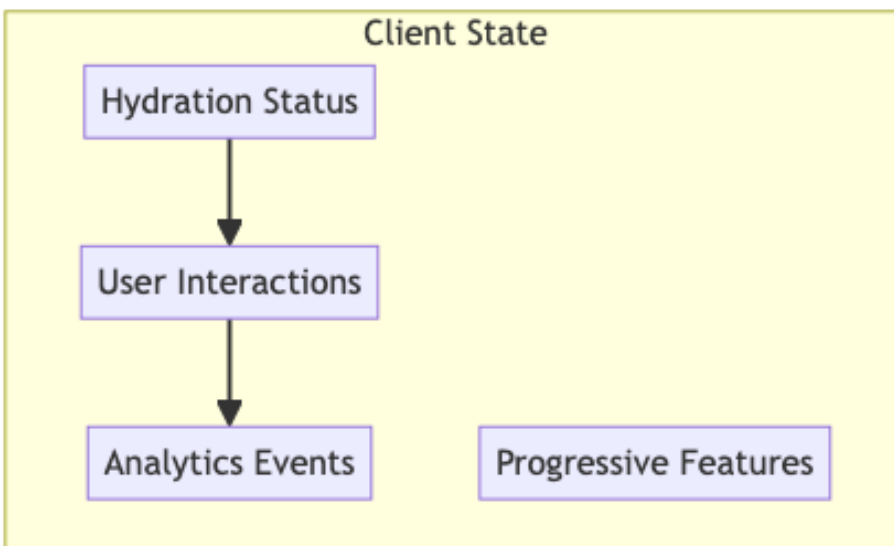 Client State
Hydration Status
User Interactions
Analytics Events
Progressive Features